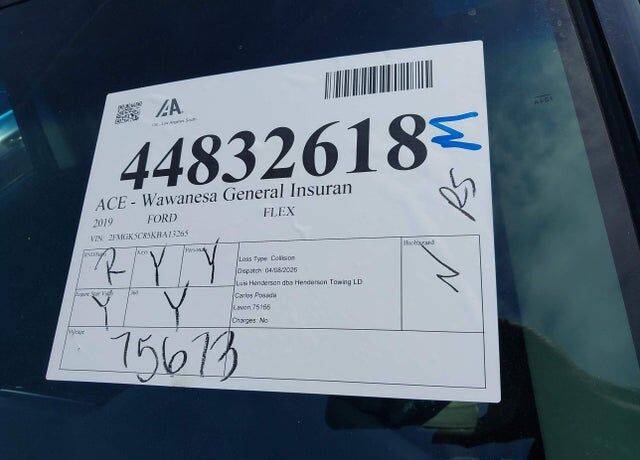 IAA
44832618 M
ACE - Wawanesa General Insuran
2019 FORD FLEX
R5
VIN: 2FMGK5C85KBA13265
R Y Y
Y Y
Loss Type Collision
Dispatch 04/08/2026
Luis Henderson dba Henderson Towing LD
Carlos Posada
Lavon 75166
Charges: No
N
75673